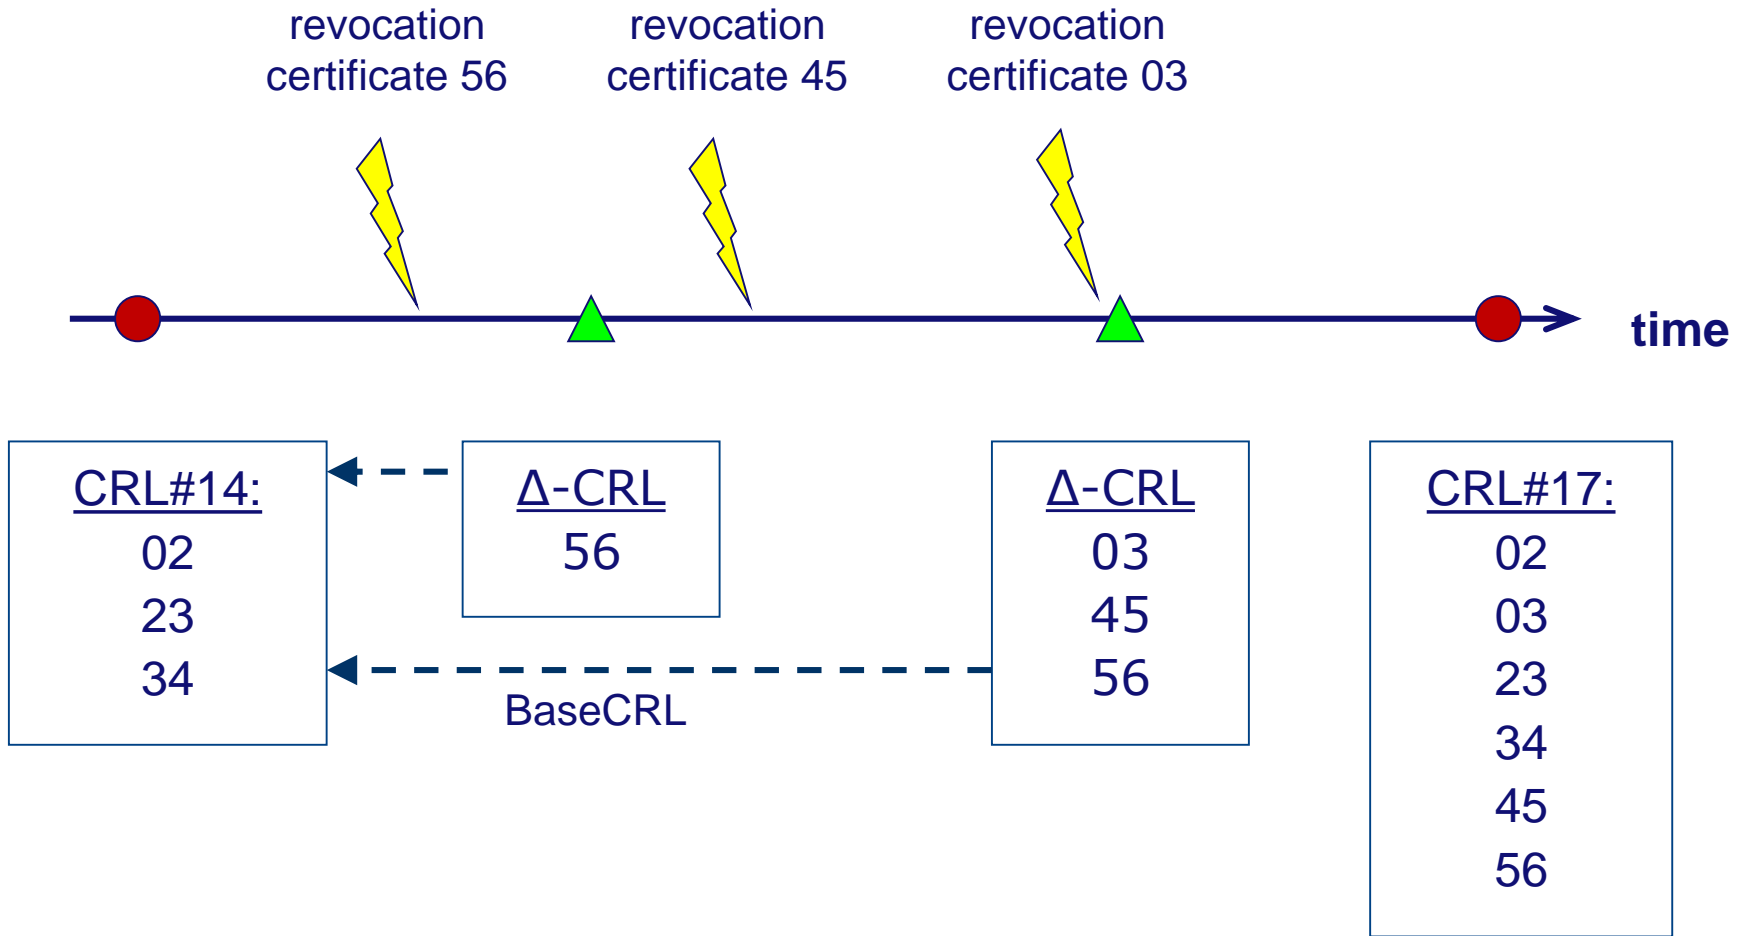 revocation
certificate 56
revocation
certificate 45
revocation
certificate 03
time
CRL#14:
02
23
34
Δ-CRL
56
BaseCRL
Δ-CRL
03
45
56
CRL#17:
02
03
23
34
45
56